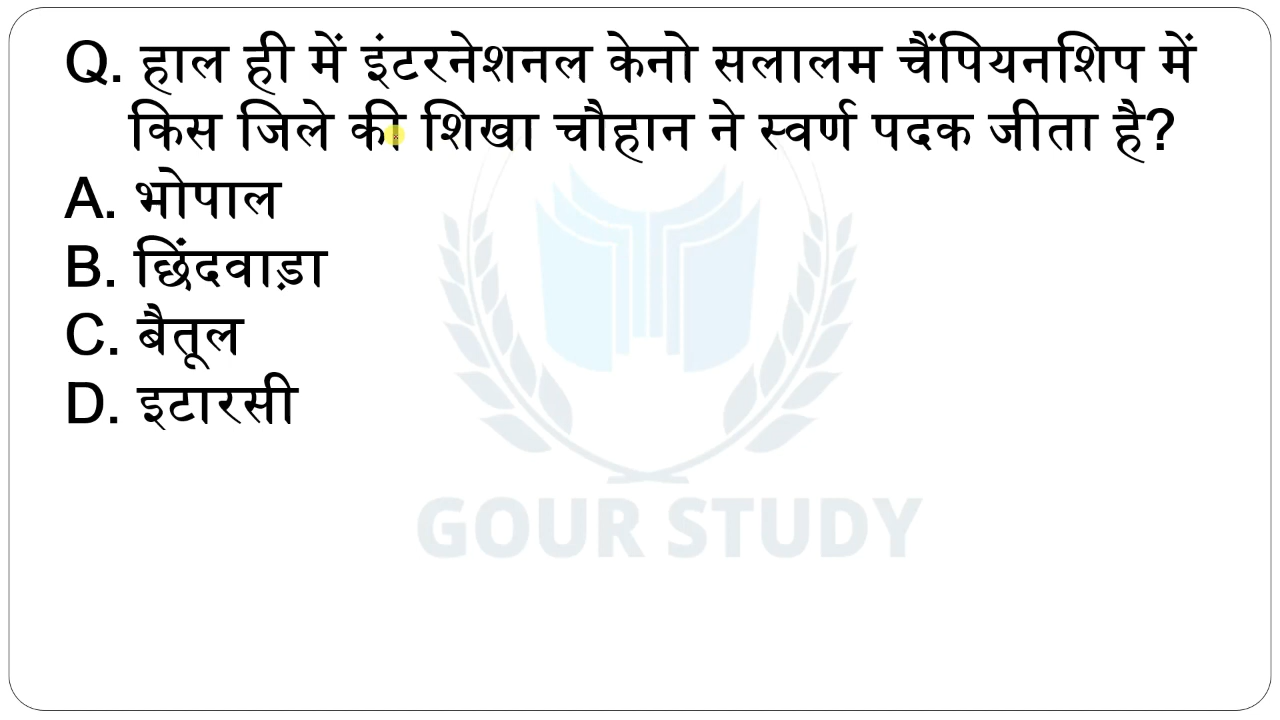 Q. हाल ही में इंटरनेशनल केनो सलालम चैंपियनशिप में
किस जिले की शिखा चौहान ने स्वर्ण पदक जीता है?
A. भोपाल
B. छिंदवाड़ा
C. बैतूल
D. इटारसी
GOUR STUDY